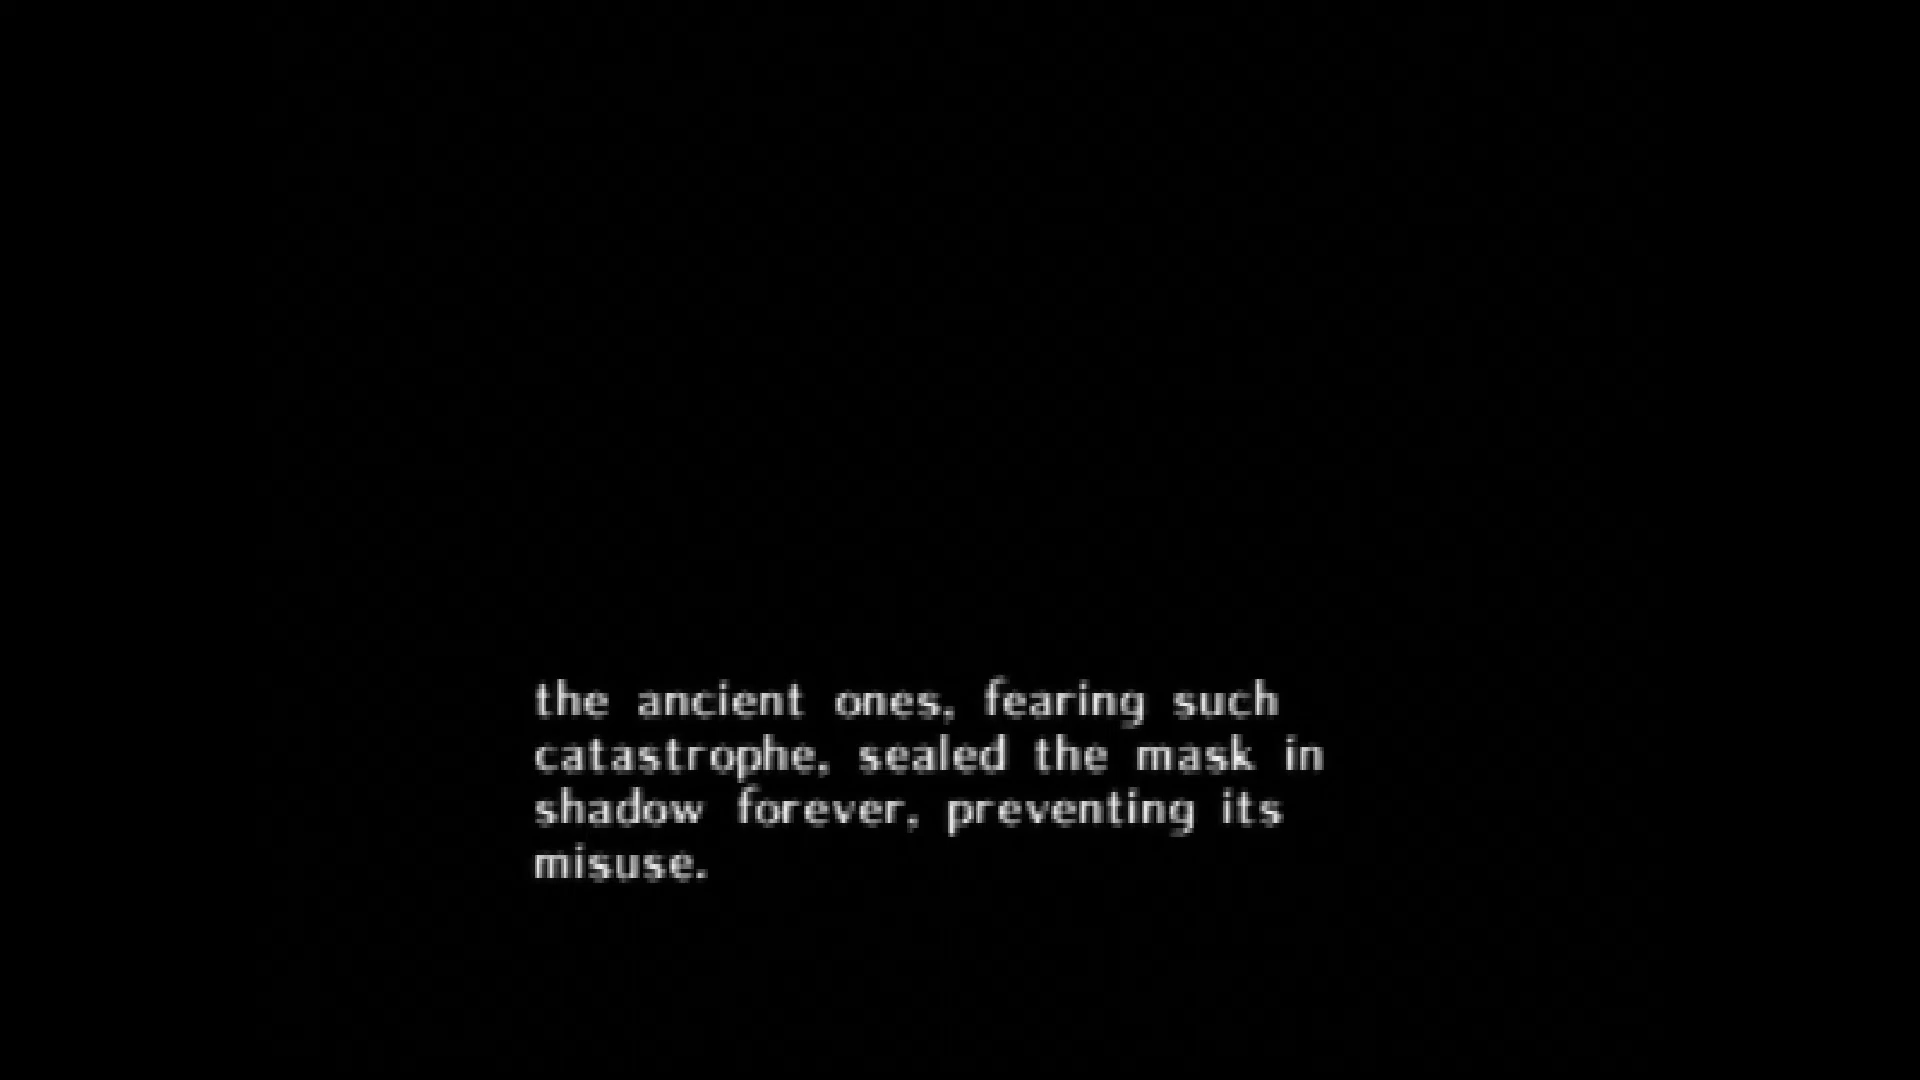 the ancient ones, fearing such
catastrophe, sealed the mask in
shadow forever, preventing its
misuse.